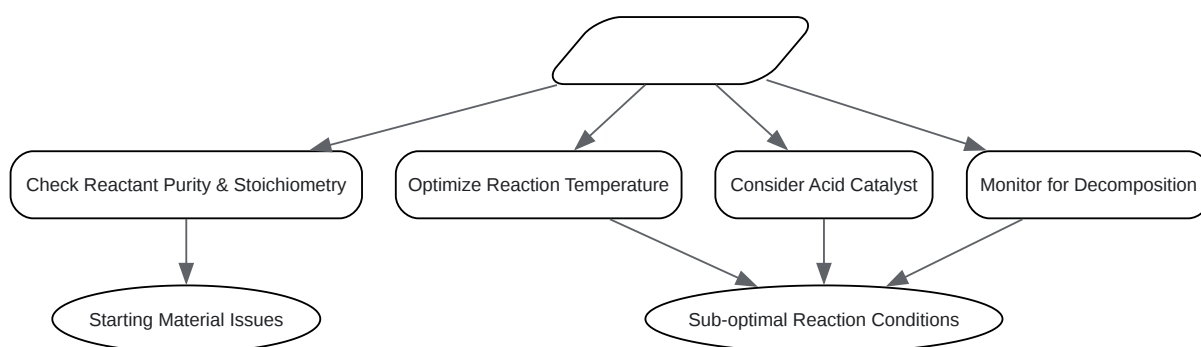 Check Reactant Purity & Stoichiometry
Optimize Reaction Temperature
Consider Acid Catalyst
Monitor for Decomposition
Starting Material Issues
Sub-optimal Reaction Conditions